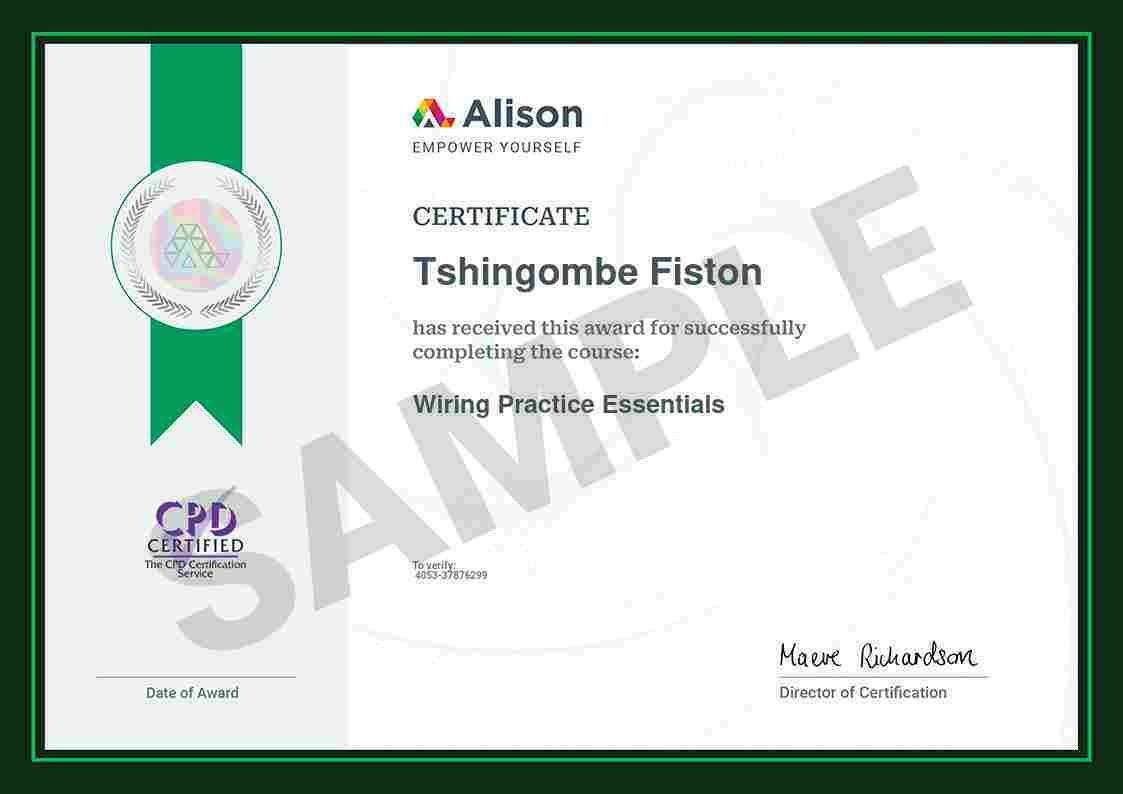 Alison
EMPOWER YOURSELF
CERTIFICATE
Tshingombe Fiston
has received this award for successfully
completing the course:
Wiring Practice Essentials
SAMPLE
CPD
CERTIFIED
The CPD Certification
Service
To verify:
4053-37876299
Maeve Richardson
Date of Award
Director of Certification